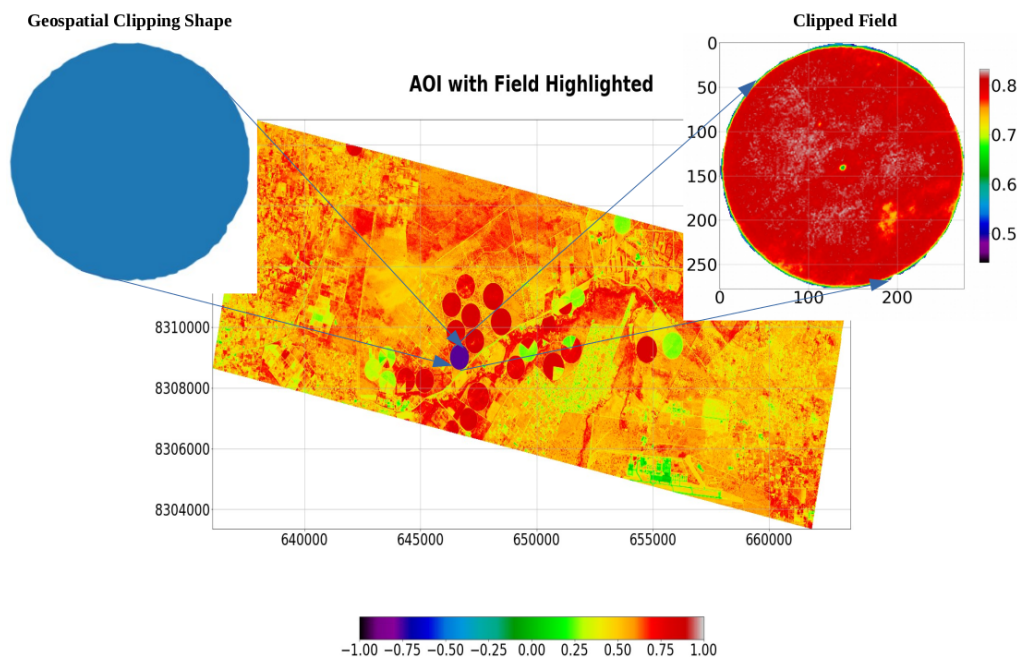 Geospatial Clipping Shape
Clipped Field
AOI with Field Highlighted
0
50
100
150
200
250
0 100 200
0.8
0.7
0.6
0.5
8310000
8308000
8306000
8304000
640000 645000 650000 655000 660000
−1.00 −0.75 −0.50 −0.25 0.00 0.25 0.50 0.75 1.00